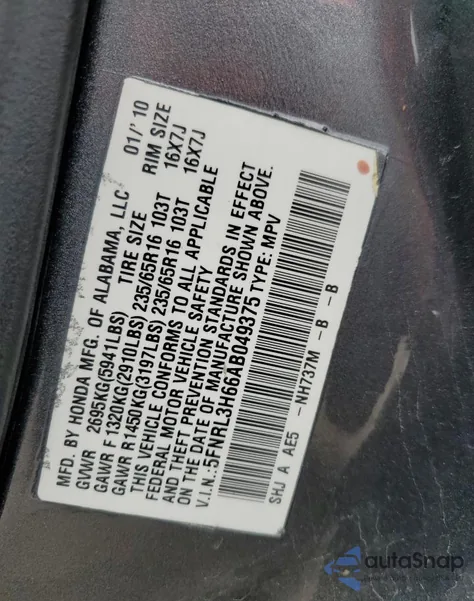 MFD. BY HONDA MFG. OF ALABAMA, LLC 01/'10
GVWR 2695KG(5941LBS) TIRE SIZE RIM SIZE
GAWR F1320KG(2910LBS) 235/65R16 103T 16X7J
GAWR R1450KG(3197LBS) 235/65R16 103T 16X7J
THIS VEHICLE CONFORMS TO ALL APPLICABLE
FEDERAL MOTOR VEHICLE SAFETY
AND THEFT PREVENTION STANDARDS IN EFFECT
ON THE DATE OF MANUFACTURE SHOWN ABOVE.
V.I.N.:5FNRL3H66AB049375 TYPE: MPV
SHJ A AE5 -NH737M -B -B
autoSnap